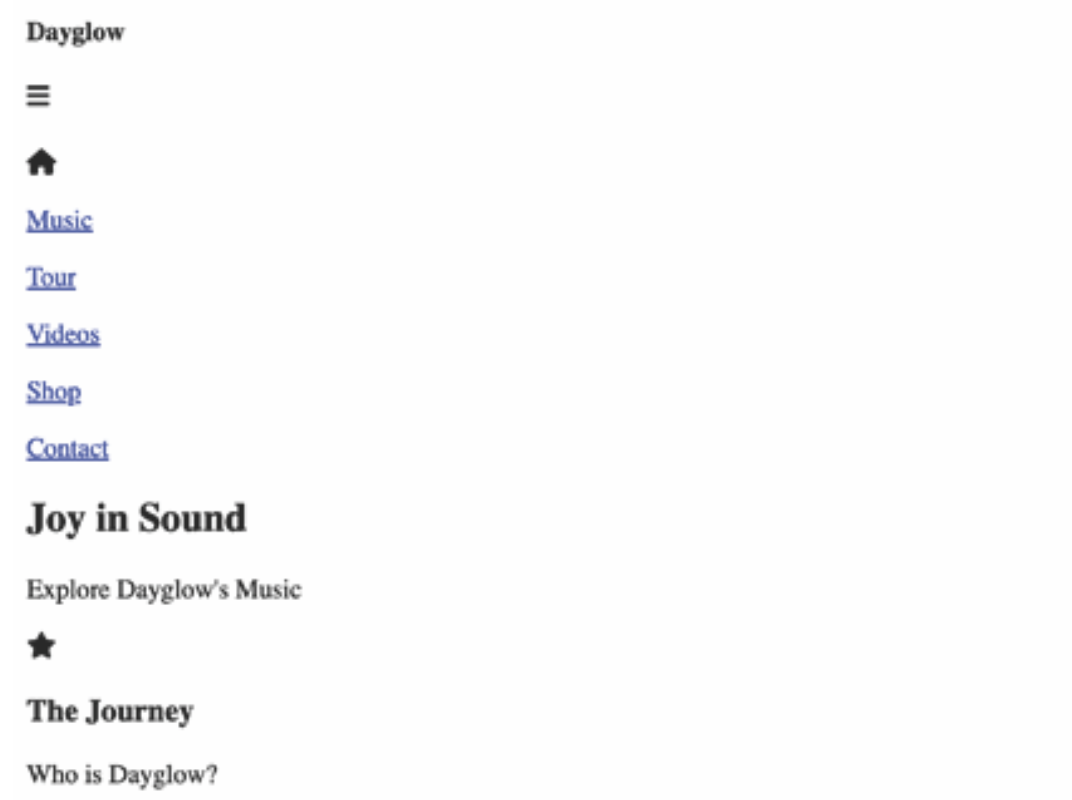 Dayglow
Music
Tour
Videos
Shop
Contact
Joy in Sound
Explore Dayglow's Music
The Journey
Who is Dayglow?